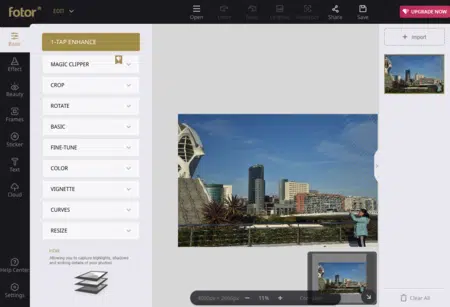 fotor
EDIT
Open
Share
Save
UPGRADE NOW
Basic
1-TAP ENHANCE
Import
MAGIC CLIPPER
Effect
CROP
Beauty
ROTATE
Frames
BASIC
Sticker
FINE-TUNE
Text
COLOR
Cloud
VIGNETTE
CURVES
RESIZE
Help Center
Settings
11%
Clear All